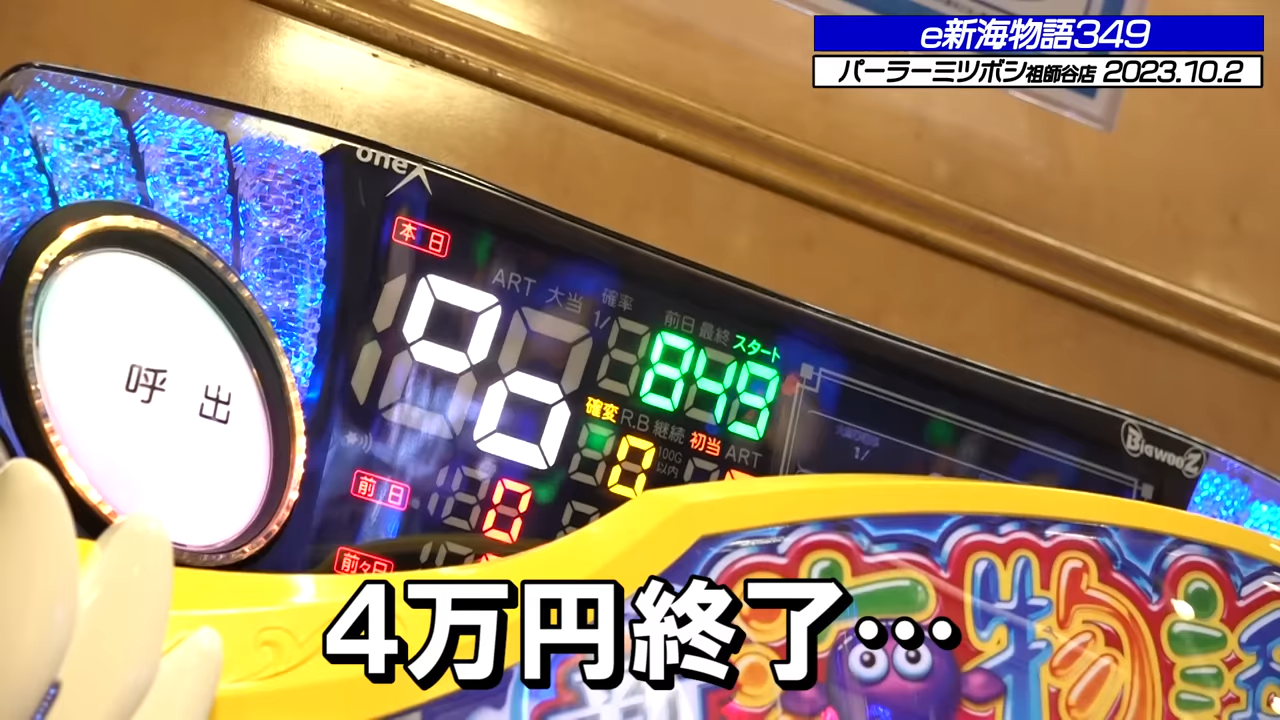 e新海物語349
パーラーミツボシ祖師谷店 2023.10.2
one
本日
ART 大当 確率
1/
前日 最終 スタート
849
呼出
確変 R.B 継続 初当 ART
100G
以内
0
BiGWOOZ
前日
0
前々日
4万円終了…